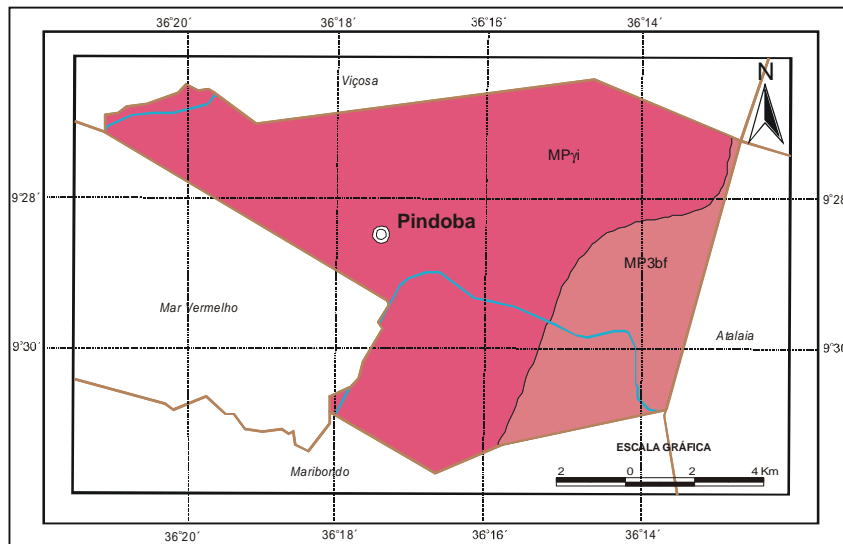 36°20´ 36°18´ 36°16´ 36°14´
N
Viçosa
MPγi
9°28´ 9°28´
Pindoba
MP3bf
Mar Vermelho
Atalaia
9°30´ 9°30´
ESCALA GRÁFICA
Maribondo
2 0 2 4 Km
36°20´ 36°18´ 36°16´ 36°14´